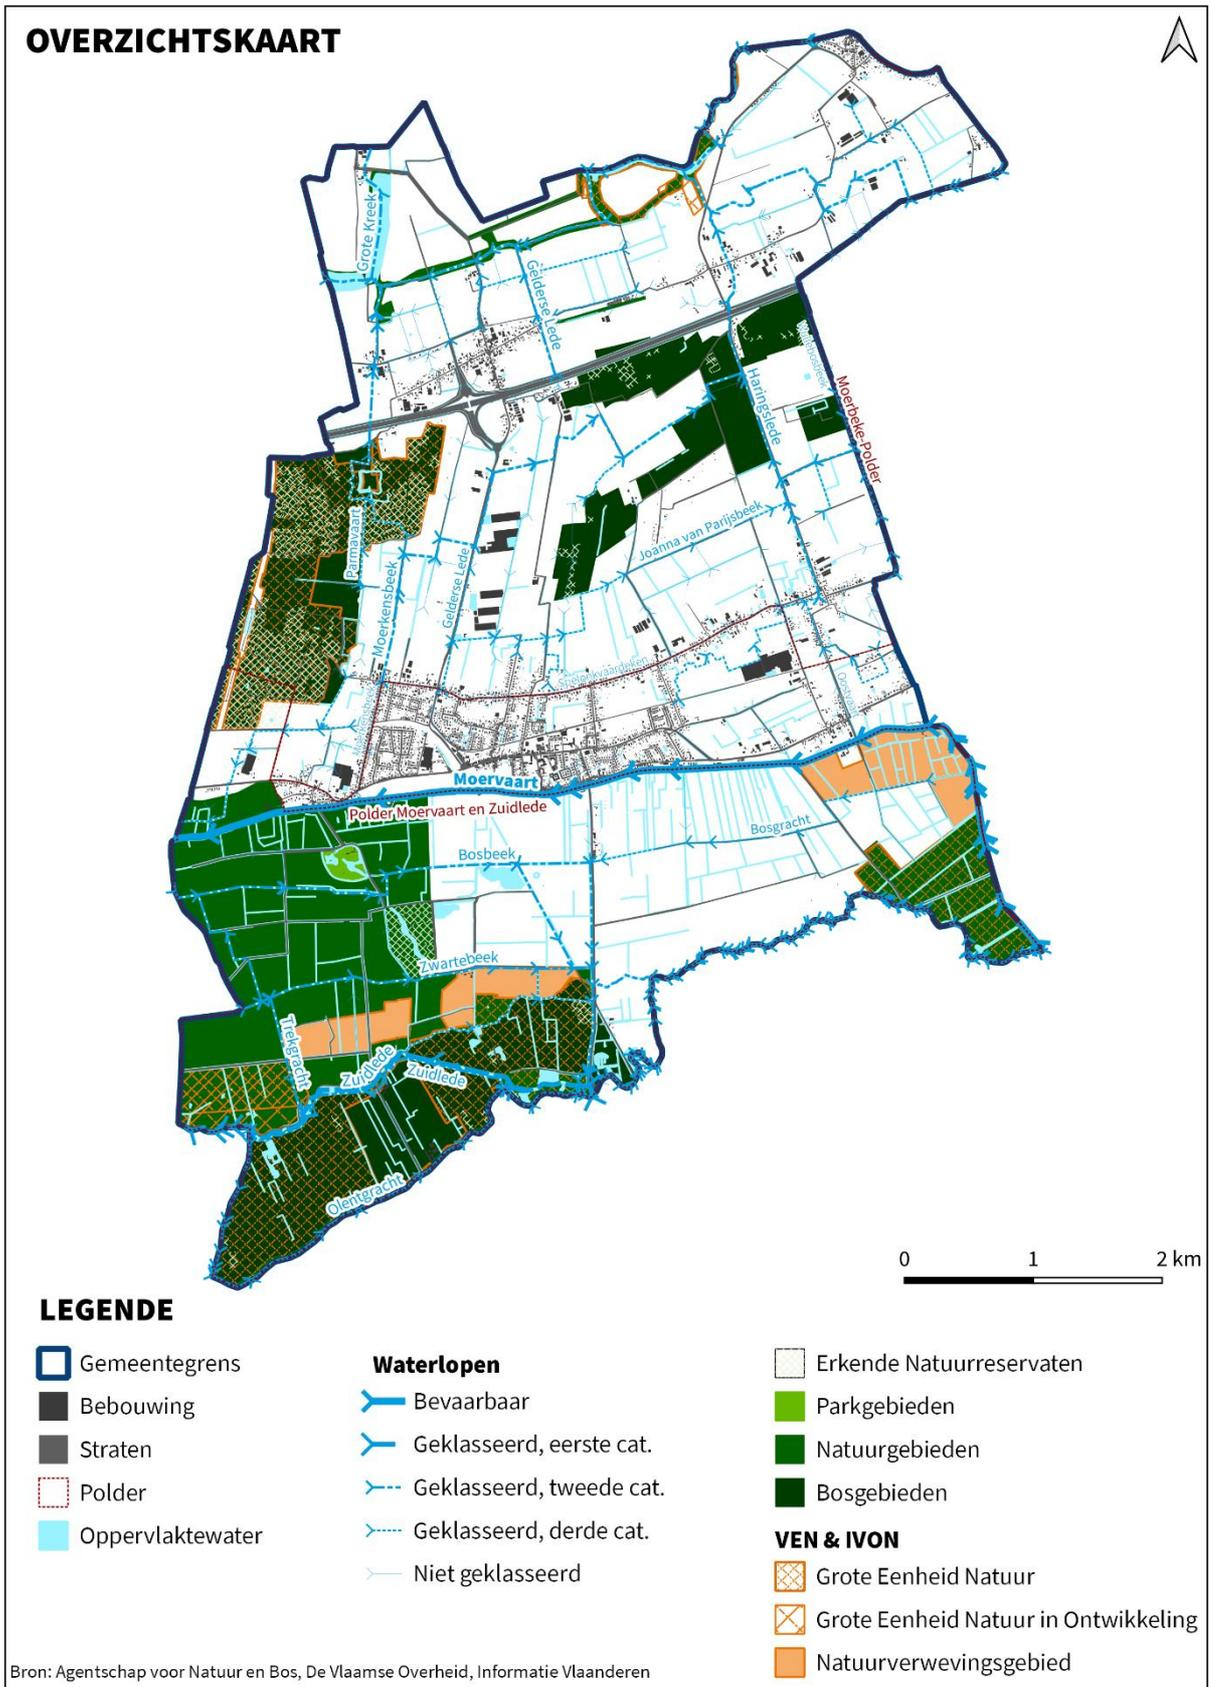 OVERZICHTSKAART
Grote Kreek
Gelderse Lede
Haringslede
Moerbeke-Polder
Parmavaart
Moerkensbeek
Gelderse Lede
Joanna van Parijsbeek
Moervaart
Polder Moervaart en Zuidlede
Bosgracht
Bosbeek
Zwartebeek
Trekgracht
Zuidlede
Zuidlede
Olentgracht
0 1 2 km
LEGENDE
Gemeentegrens
Bebouwing
Straten
Polder
Oppervlaktewater
Waterlopen
Bevaarbaar
Geklasseerd, eerste cat.
Geklasseerd, tweede cat.
Geklasseerd, derde cat.
Niet geklasseerd
Erkende Natuurreservaten
Parkgebieden
Natuurgebieden
Bosgebieden
VEN & IVON
Grote Eenheid Natuur
Grote Eenheid Natuur in Ontwikkeling
Natuurverwevingsgebied
Bron: Agentschap voor Natuur en Bos, De Vlaamse Overheid, Informatie Vlaanderen